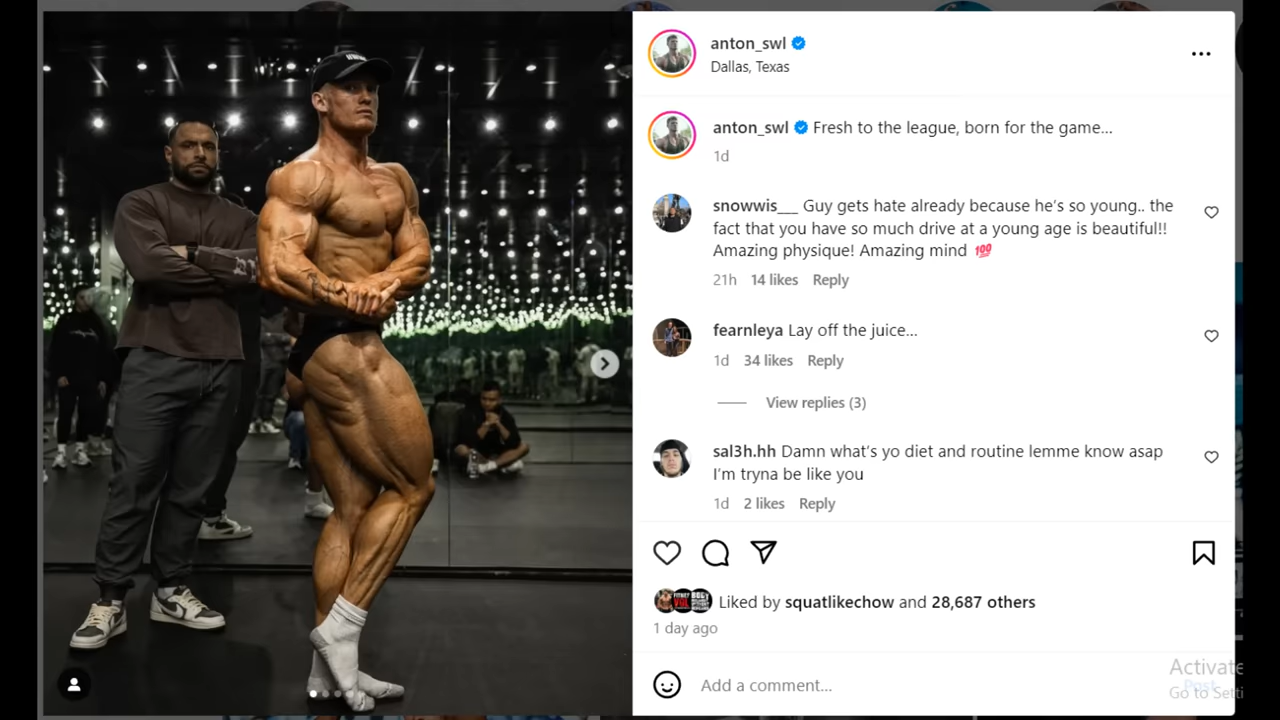 anton_swl
Dallas, Texas
anton_swl Fresh to the league, born for the game...
1d
snowwis___ Guy gets hate already because he's so young.. the
fact that you have so much drive at a young age is beautiful!!
Amazing physique! Amazing mind 💯
21h 14 likes Reply
fearnleya Lay off the juice...
1d 34 likes Reply
View replies (3)
sal3h.hh Damn what's yo diet and routine lemme know asap
I'm tryna be like you
1d 2 likes Reply
Liked by squatlikechow and 28,687 others
1 day ago
Add a comment...
Post
Activate
Go to Setti